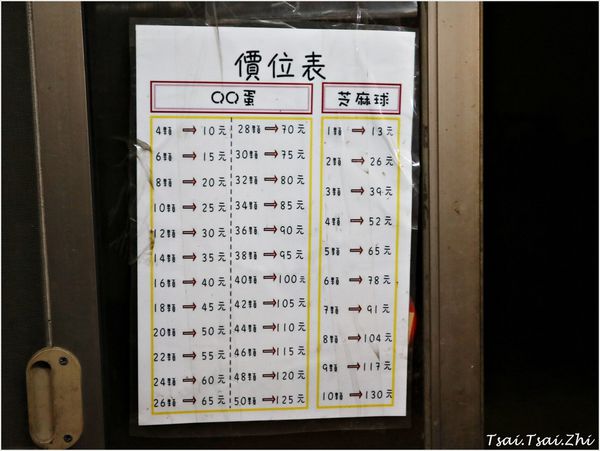 價位表
QQ蛋
4顆→10元
6顆→15元
8顆→20元
10顆→25元
12顆→30元
14顆→35元
16顆→40元
18顆→45元
20顆→50元
22顆→55元
24顆→60元
26顆→65元
28顆→70元
30顆→75元
32顆→80元
34顆→85元
36顆→90元
38顆→95元
40顆→100元
42顆→105元
44顆→110元
46顆→115元
48顆→120元
50顆→125元
芝麻球
1顆→13元
2顆→26元
3顆→39元
4顆→52元
5顆→65元
6顆→78元
7顆→91元
8顆→104元
9顆→117元
10顆→130元
Tsai.Tsai.Zhi